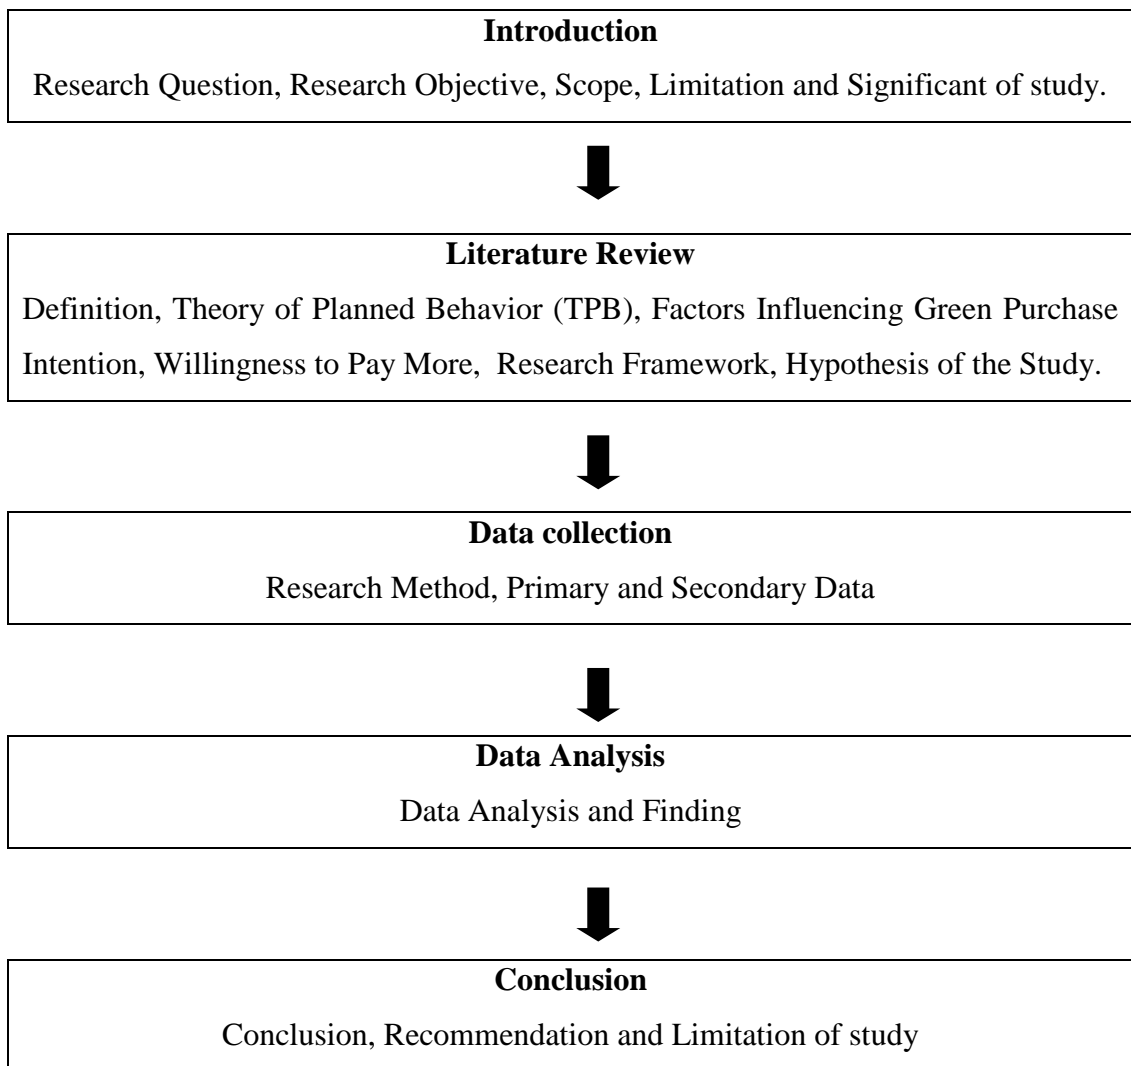 Introduction
Research Question, Research Objective, Scope, Limitation and Significant of study.
Literature Review
Definition, Theory of Planned Behavior (TPB), Factors Influencing Green Purchase
Intention, Willingness to Pay More, Research Framework, Hypothesis of the Study.
Data collection
Research Method, Primary and Secondary Data
Data Analysis
Data Analysis and Finding
Conclusion
Conclusion, Recommendation and Limitation of study